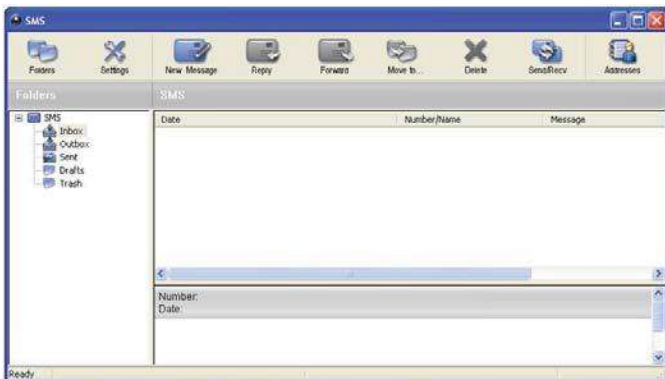 SMS
Folders Settings New Message Reply Forward Move to... Delete Send/Recv Addresses
Folders SMS
SMS
Inbox
Outbox
Sent
Drafts
Trash
Date Number/Name Message
Number:
Date:
Ready